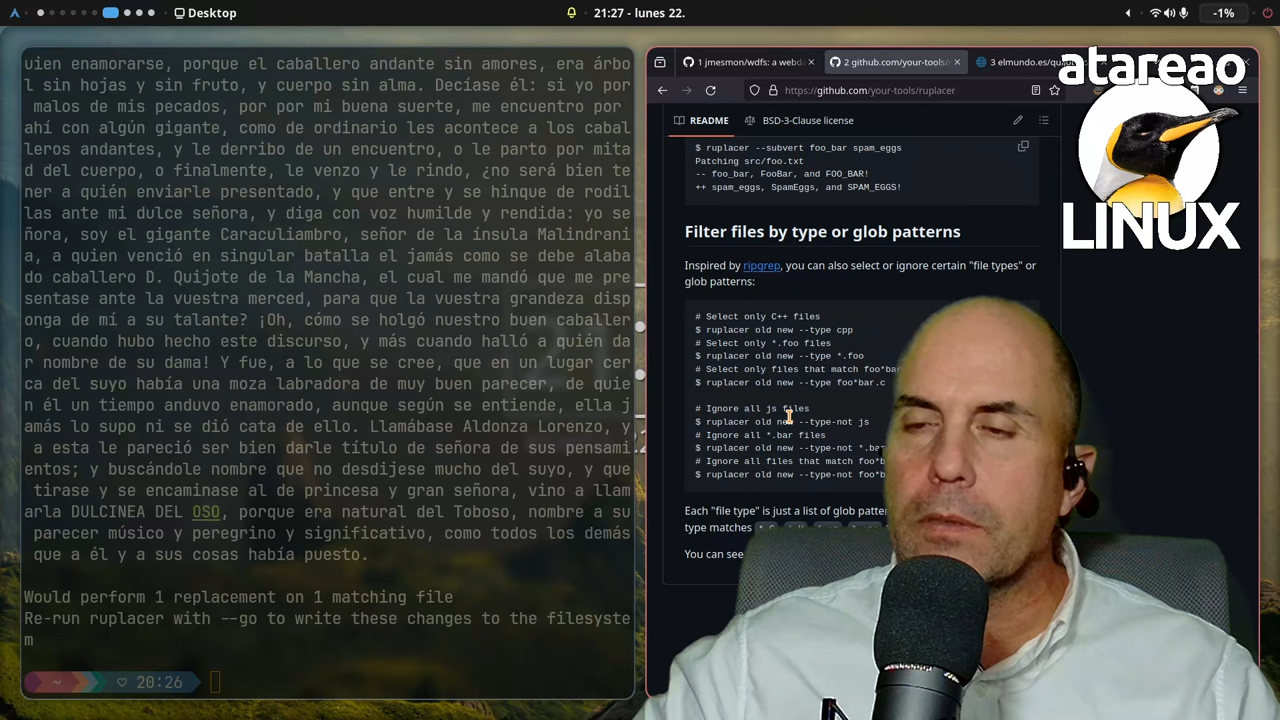 Desktop
21:27 - lunes 22.
-1%
uien enamorarse, porque el caballero andante sin amores, era árbo
l sin hojas y sin fruto, y cuerpo sin alma. Decíase él: si yo por
malos de mis pecados, por por mi buena suerte, me encuentro por
ahí con algún gigante, como de ordinario les acontece a los cabal
leros andantes, y le derribo de un encuentro, o le parto por mita
d del cuerpo, o finalmente, le venzo y le rindo, ¿no será bien te
ner a quién enviarle presentado, y que entre y se hinque de rodil
las ante mi dulce señora, y diga con voz humilde y rendida: yo se
ñora, soy el gigante Caraculiambro, señor de la ínsula Malindrani
a, a quien venció en singular batalla el jamás como se debe alaba
do caballero D. Quijote de la Mancha, el cual me mandó que me pre
sentase ante la vuestra merced, para que la vuestra grandeza disp
onga de mí a su talante? ¡Oh, cómo se holgó nuestro buen caballer
o, cuando hubo hecho este discurso, y más cuando halló a quién da
r nombre de su dama! Y fue, a lo que se cree, que en un lugar cer
ca del suyo había una moza labradora de muy buen parecer, de quie
n él un tiempo anduvo enamorado, aunque según se entiende, ella j
amás lo supo ni se dió cata de ello. Llamábase Aldonza Lorenzo, y
a esta le pareció ser bien darle título de señora de sus pensami
entos; y buscándole nombre que no desdijese mucho del suyo, y que
tirase y se encaminase al de princesa y gran señora, vino a llam
arla DULCINEA DEL OSO, porque era natural del Toboso, nombre a su
parecer músico y peregrino y significativo, como todos los demás
que a él y a sus cosas había puesto.
Would perform 1 replacement on 1 matching file
Re-run ruplacer with --go to write these changes to the filesyste
m
~ ♡ 20:26
1 jmesmon/wdfs: a webda
2 github.com/your-tools/r
3 elmundo.es/quijo
https://github.com/your-tools/ruplacer
README
BSD-3-Clause license
$ ruplacer --subvert foo_bar spam_eggs
Patching src/foo.txt
-- foo_bar, FooBar, and FOO_BAR!
++ spam_eggs, SpamEggs, and SPAM_EGGS!
Filter files by type or glob patterns
Inspired by ripgrep, you can also select or ignore certain "file types" or
glob patterns:
# Select only C++ files
$ ruplacer old new --type cpp
# Select only *.foo files
$ ruplacer old new --type *.foo
# Select only files that match foo*bar
$ ruplacer old new --type foo*bar.c
# Ignore all js files
$ ruplacer old new --type-not js
# Ignore all *.bar files
$ ruplacer old new --type-not *.ba
# Ignore all files that match foo*b
$ ruplacer old new --type-not foo*b
Each "file type" is just a list of glob patter
type matches
You can see
atareao
LINUX